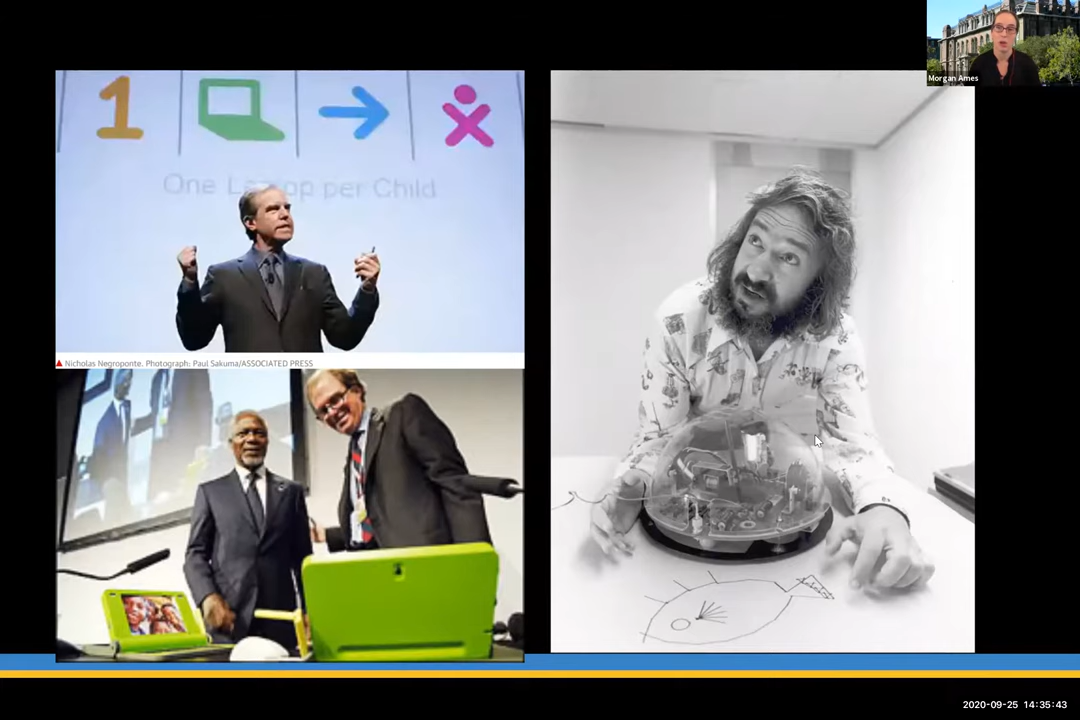 Morgan Ames
1
One Laptop per Child
Nicholas Negroponte. Photograph: Paul Sakuma/ASSOCIATED PRESS
2020-09-25 14:35:43